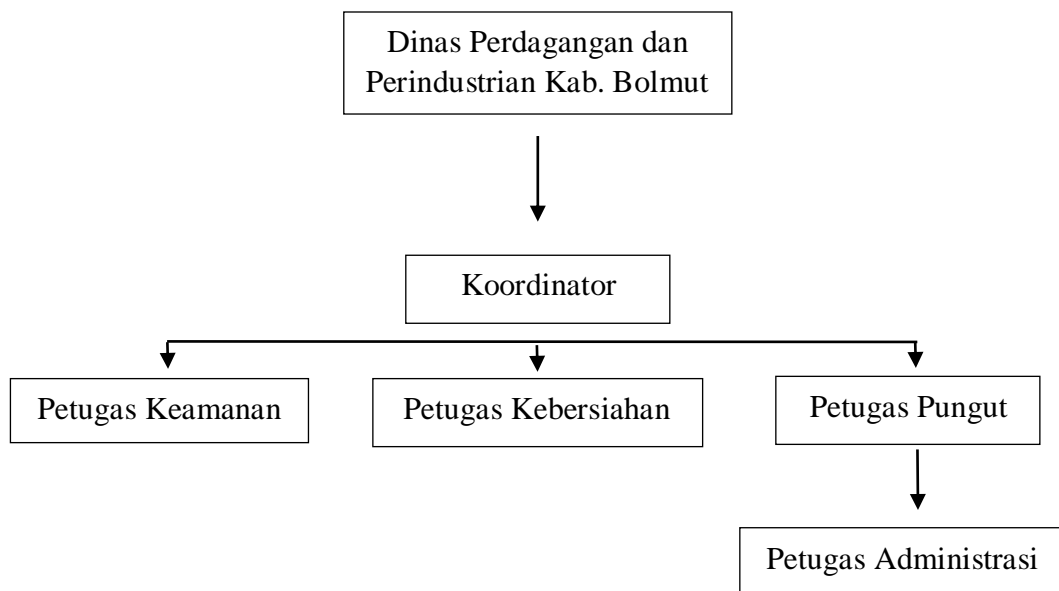 Dinas Perdagangan dan
Perindustrian Kab. Bolmut
Koordinator
Petugas Keamanan
Petugas Kebersiahan
Petugas Pungut
Petugas Administrasi